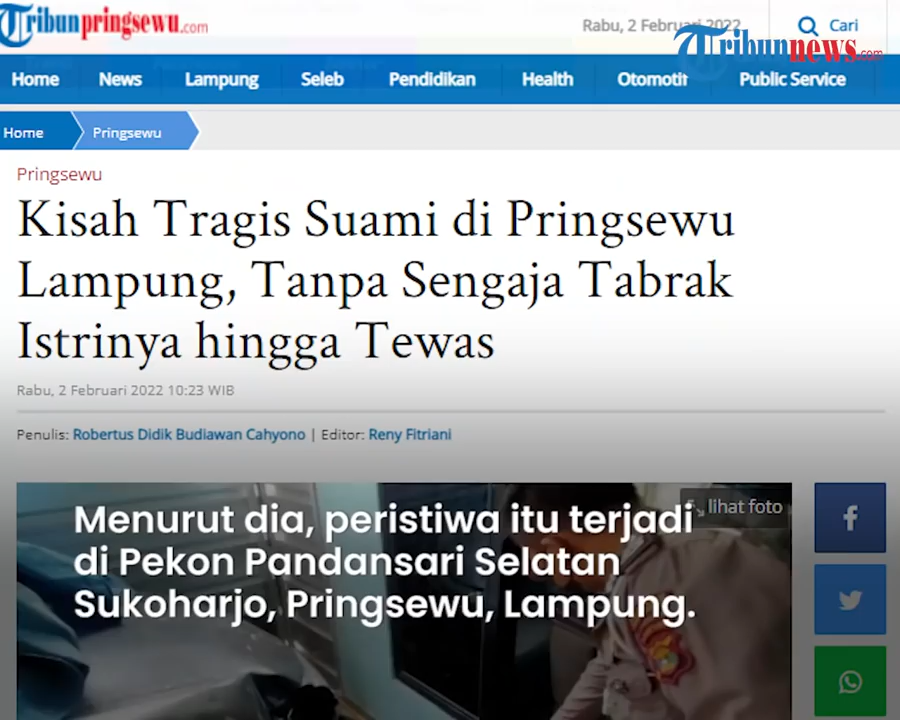 Tribunpringsewu.com
Rabu, 2 Februari 2022
Cari
Tribunnews.com
Home News Lampung Seleb Pendidikan Health Otomotif Public Service
Home Pringsewu
Pringsewu
Kisah Tragis Suami di Pringsewu
Lampung, Tanpa Sengaja Tabrak
Istrinya hingga Tewas
Rabu, 2 Februari 2022 10:23 WIB
Penulis: Robertus Didik Budiawan Cahyono | Editor: Reny Fitriani
lihat foto
Menurut dia, peristiwa itu terjadi
di Pekon Pandansari Selatan
Sukoharjo, Pringsewu, Lampung.